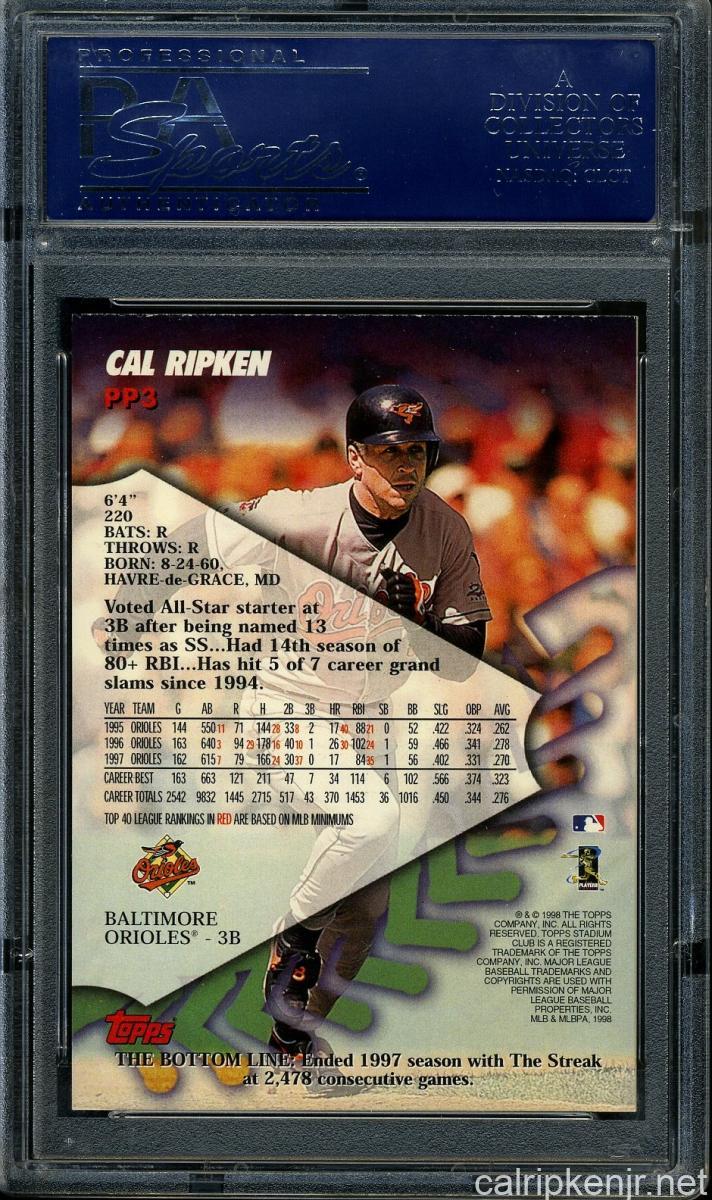 PROFESSIONAL
PSA
Sports®
AUTHENTICATOR
A
DIVISION OF
COLLECTORS
UNIVERSE
NASDAQ: CLCT
CAL RIPKEN
PP3
6'4"
220
BATS: R
THROWS: R
BORN: 8-24-60,
HAVRE-de-GRACE, MD
Voted All-Star starter at
3B after being named 13
times as SS...Had 14th season of
80+ RBI...Has hit 5 of 7 career grand
slams since 1994.
YEAR TEAM G AB R H 2B 3B HR RBI SB BB SLG OBP AVG
1995 ORIOLES 144 550 11 71 144 28 33 8 2 17 40 88 21 0 52 .422 .324 .262
1996 ORIOLES 163 640 3 94 29 178 16 40 10 1 26 30 102 24 1 59 .466 .341 .278
1997 ORIOLES 162 615 7 79 166 24 30 37 0 17 84 35 1 56 .402 .331 .270
CAREER BEST 163 663 121 211 47 7 34 114 6 102 .566 .374 .323
CAREER TOTALS 2542 9832 1445 2715 517 43 370 1453 36 1016 .450 .344 .276
TOP 40 LEAGUE RANKINGS IN RED ARE BASED ON MLB MINIMUMS
Orioles™
BALTIMORE
ORIOLES® - 3B
PLAYERS
® & © 1998 THE TOPPS
COMPANY, INC. ALL RIGHTS
RESERVED. TOPPS STADIUM
CLUB IS A REGISTERED
TRADEMARK OF THE TOPPS
COMPANY, INC. MAJOR LEAGUE
BASEBALL TRADEMARKS AND
COPYRIGHTS ARE USED WITH
PERMISSION OF MAJOR
LEAGUE BASEBALL
PROPERTIES, INC.
MLB & MLBPA, 1998
topps
THE BOTTOM LINE: Ended 1997 season with The Streak
at 2,478 consecutive games.
calripkenjr.net